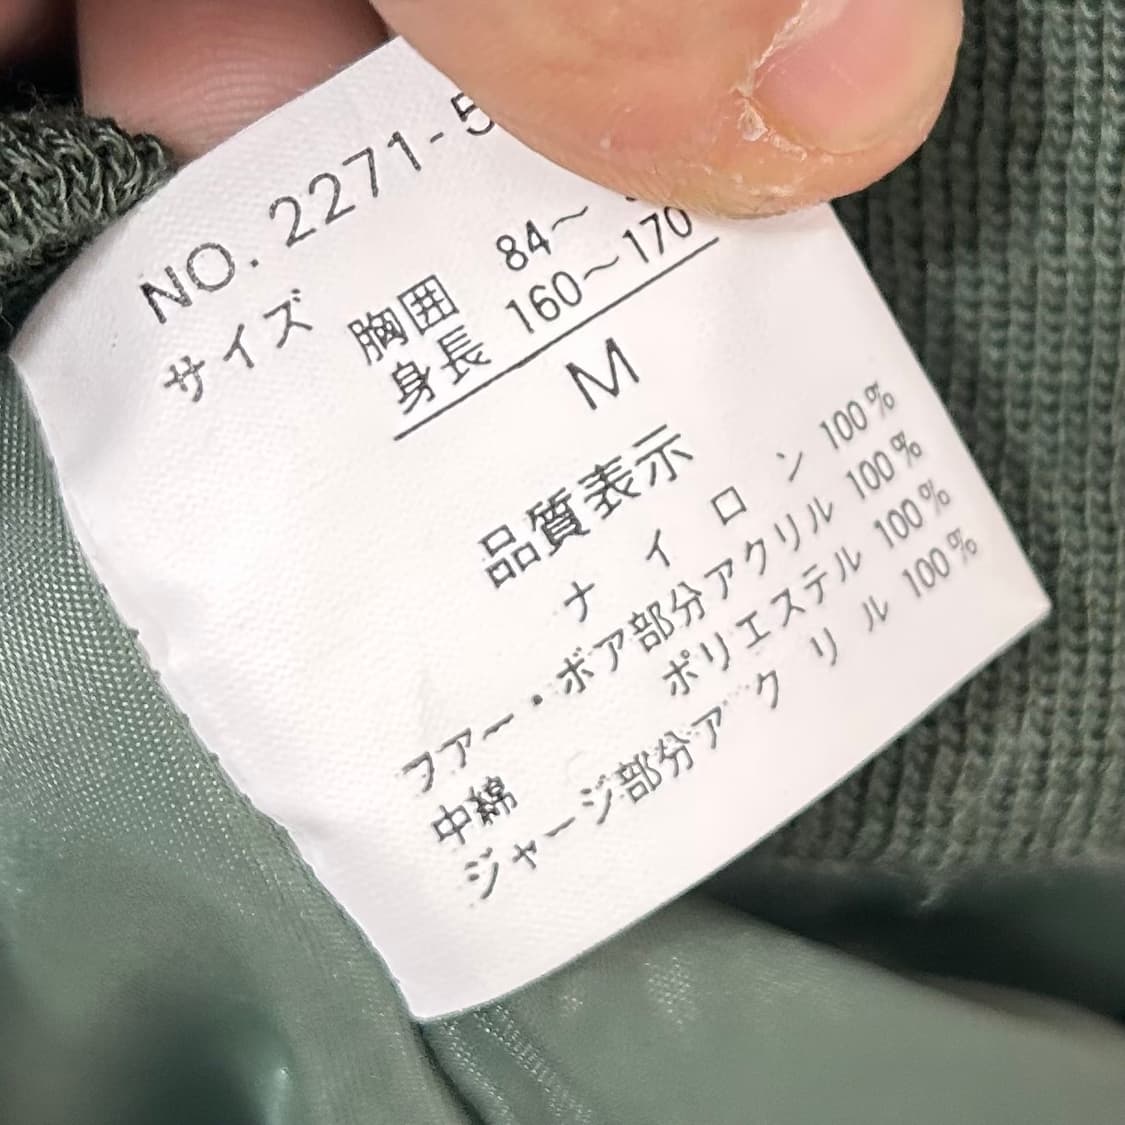 NO. 2271-5
サイズ
胸囲 84〜
身長 160〜170
M
品質表示
ナイロン 100%
ファー・ボア部分アクリル 100%
中綿 ポリエステル 100%
ジャージ部分アクリル 100%